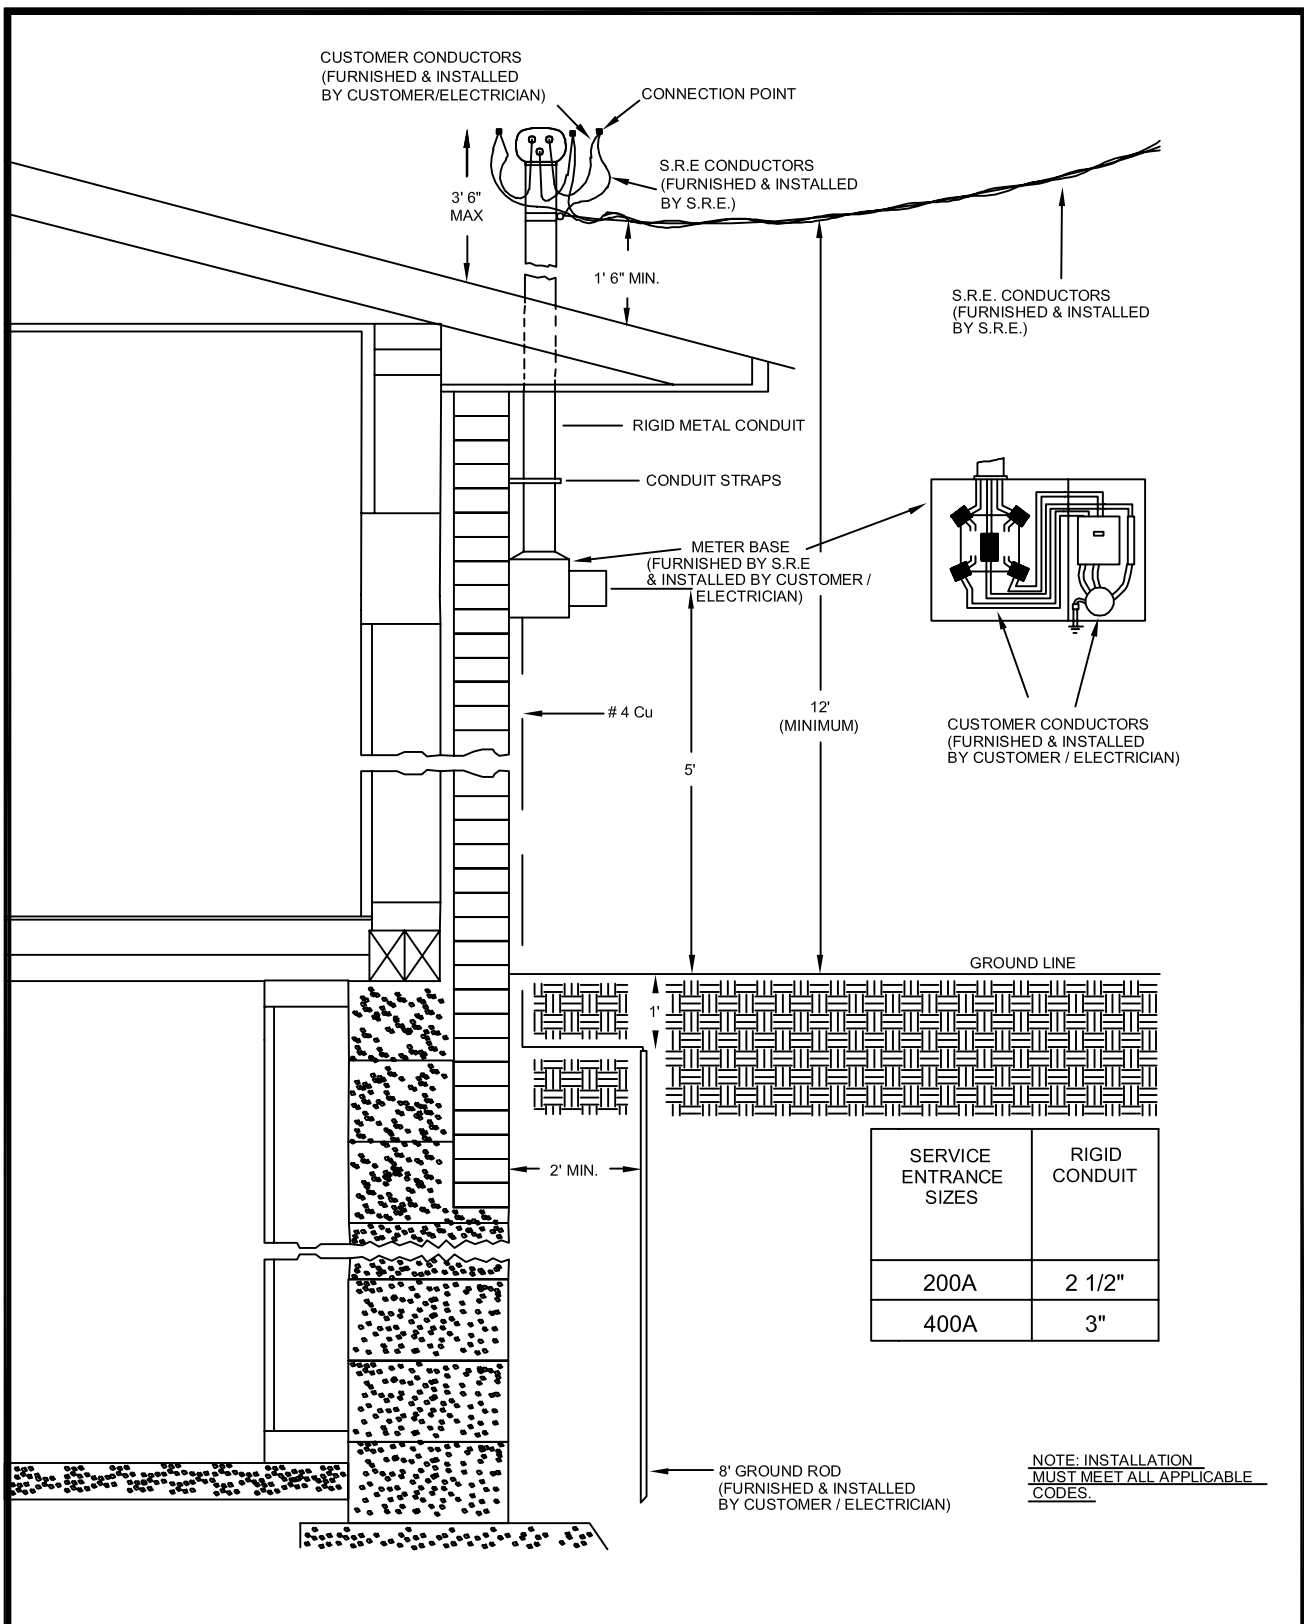 CUSTOMER CONDUCTORS
(FURNISHED & INSTALLED
BY CUSTOMER/ELECTRICIAN)
CONNECTION POINT
S.R.E CONDUCTORS
(FURNISHED & INSTALLED
BY S.R.E.)
3' 6"
MAX
1' 6" MIN.
S.R.E. CONDUCTORS
(FURNISHED & INSTALLED
BY S.R.E.)
RIGID METAL CONDUIT
CONDUIT STRAPS
METER BASE
(FURNISHED BY S.R.E
& INSTALLED BY CUSTOMER /
ELECTRICIAN)
# 4 Cu
12'
(MINIMUM)
5'
CUSTOMER CONDUCTORS
(FURNISHED & INSTALLED
BY CUSTOMER / ELECTRICIAN)
GROUND LINE
1'
2' MIN.
SERVICE
ENTRANCE
SIZES
RIGID
CONDUIT
200A 2 1/2"
400A 3"
8' GROUND ROD
(FURNISHED & INSTALLED
BY CUSTOMER / ELECTRICIAN)
NOTE: INSTALLATION
MUST MEET ALL APPLICABLE
CODES.